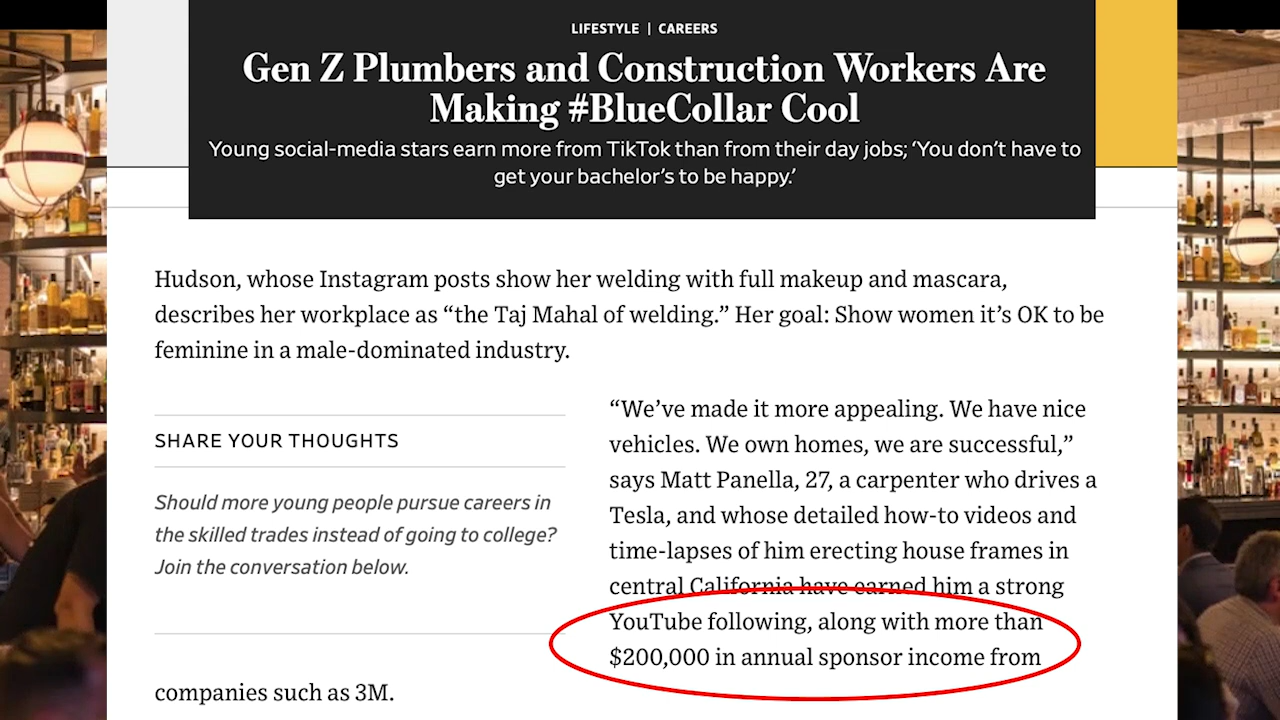 LIFESTYLE | CAREERS
Gen Z Plumbers and Construction Workers Are
Making #BlueCollar Cool
Young social-media stars earn more from TikTok than from their day jobs; ‘You don’t have to
get your bachelor’s to be happy.’
Hudson, whose Instagram posts show her welding with full makeup and mascara,
describes her workplace as “the Taj Mahal of welding.” Her goal: Show women it’s OK to be
feminine in a male-dominated industry.
SHARE YOUR THOUGHTS
Should more young people pursue careers in
the skilled trades instead of going to college?
Join the conversation below.
“We’ve made it more appealing. We have nice
vehicles. We own homes, we are successful,”
says Matt Panella, 27, a carpenter who drives a
Tesla, and whose detailed how-to videos and
time-lapses of him erecting house frames in
central California have earned him a strong
YouTube following, along with more than
$200,000 in annual sponsor income from
companies such as 3M.